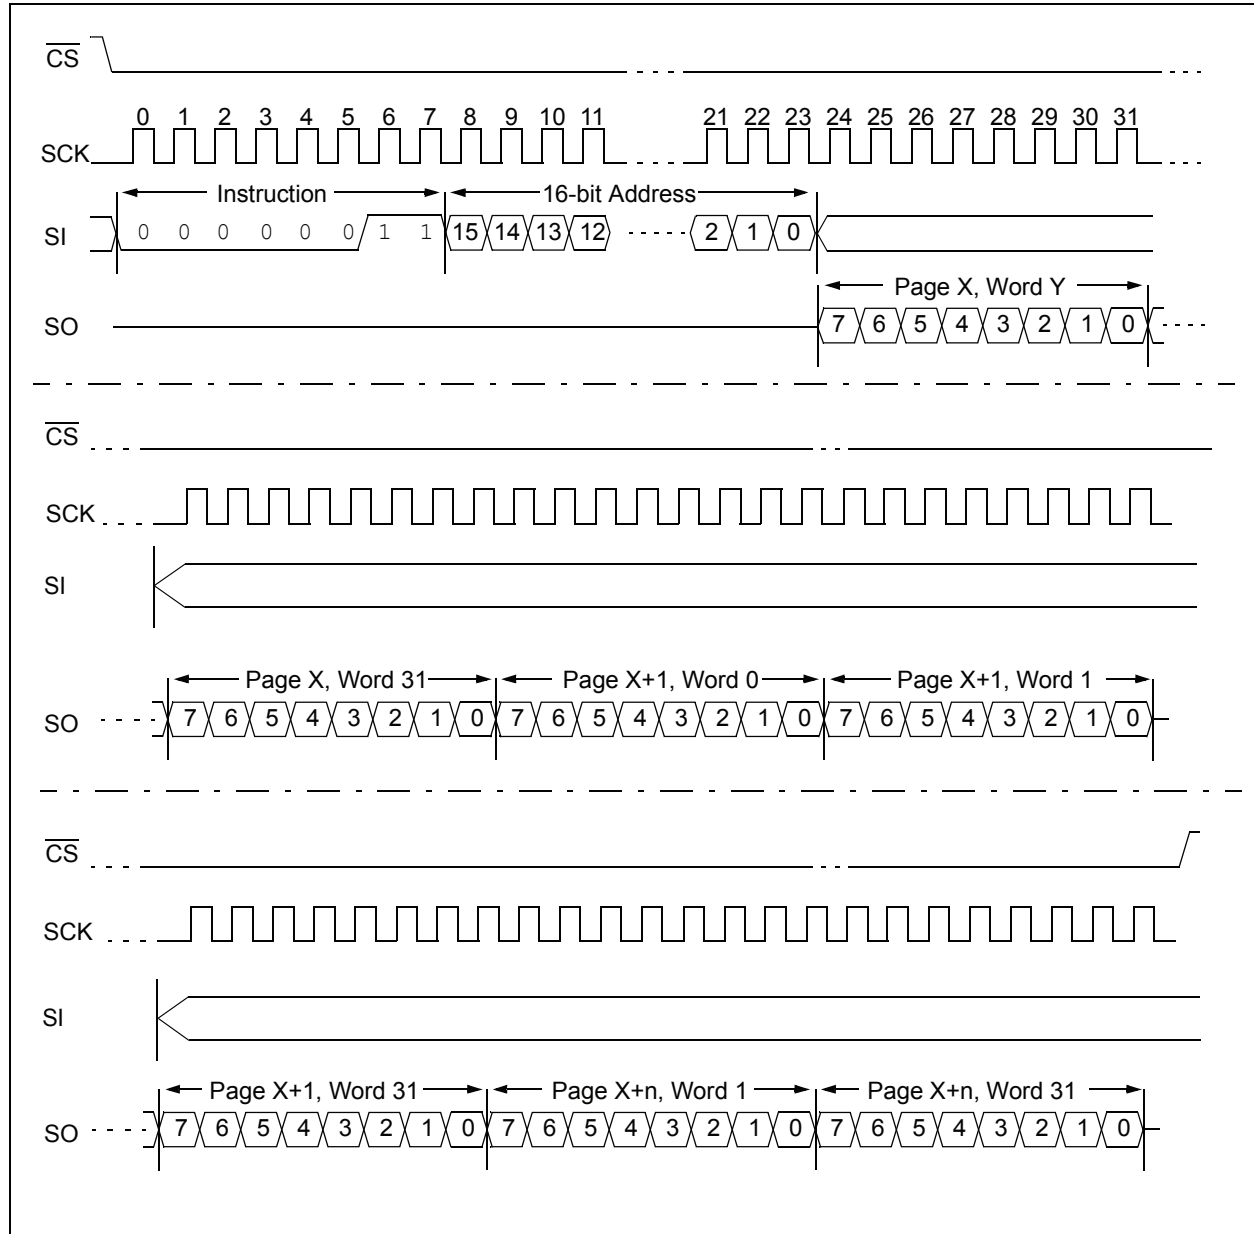 CS
0 1 2 3 4 5 6 7 8 9 10 11 21 22 23 24 25 26 27 28 29 30 31
SCK
Instruction 16-bit Address
SI 0 0 0 0 0 0 1 1 15 14 13 12 2 1 0
Page X, Word Y
SO 7 6 5 4 3 2 1 0
CS
SCK
SI
Page X, Word 31 Page X+1, Word 0 Page X+1, Word 1
SO 7 6 5 4 3 2 1 0 7 6 5 4 3 2 1 0 7 6 5 4 3 2 1 0
CS
SCK
SI
Page X+1, Word 31 Page X+n, Word 1 Page X+n, Word 31
SO 7 6 5 4 3 2 1 0 7 6 5 4 3 2 1 0 7 6 5 4 3 2 1 0